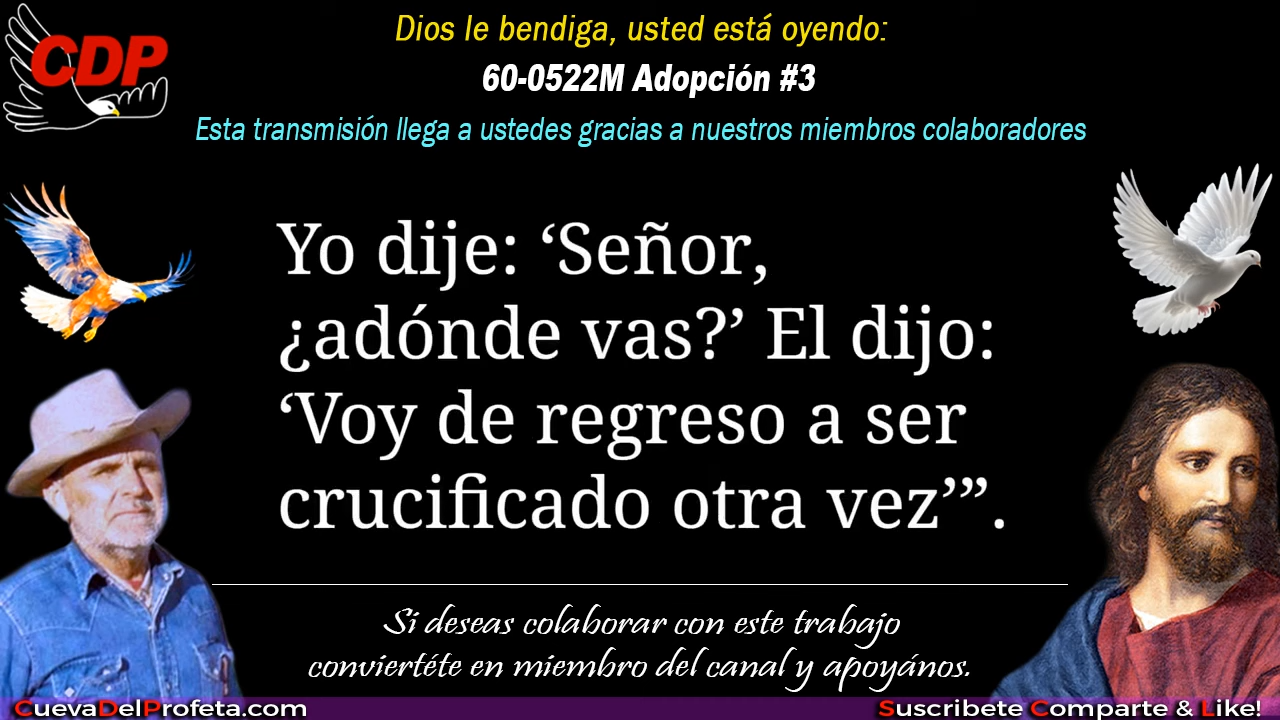 CDP
Dios le bendiga, usted está oyendo:
60-0522M Adopción #3
Esta transmisión llega a ustedes gracias a nuestros miembros colaboradores
Yo dije: ‘Señor,
¿adónde vas?’ El dijo:
‘Voy de regreso a ser
crucificado otra vez’”.
Si deseas colaborar con este trabajo
conviertéte en miembro del canal y apoyános.
CuevaDelProfeta.com
Suscribete Comparte & Like!